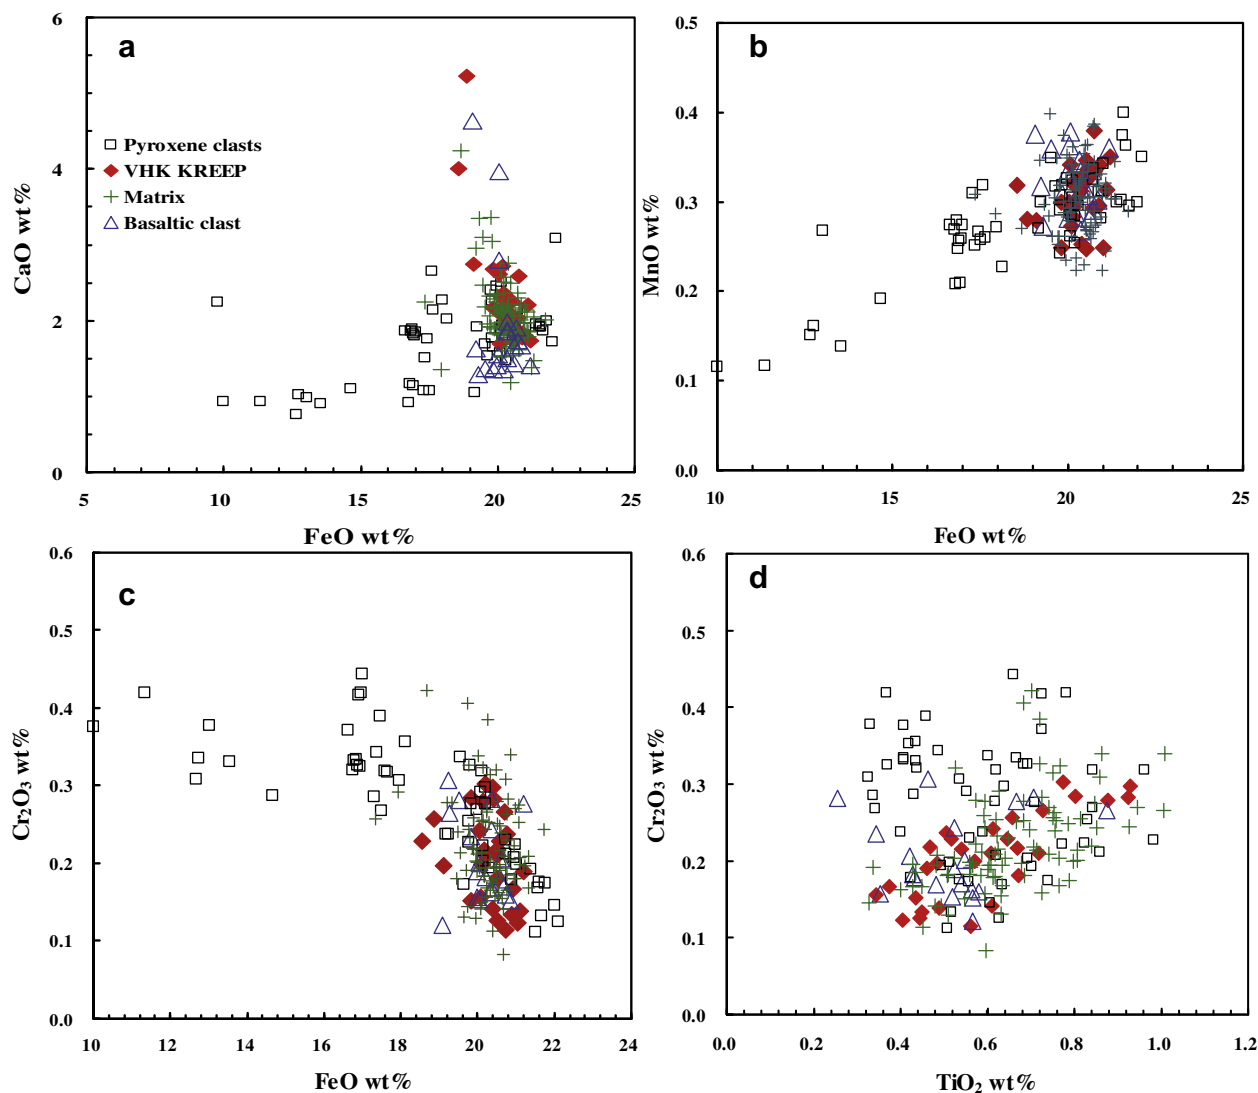 a
6
4
2
0
CaO wt%
Pyroxene clasts
VHK KREEP
Matrix
Basaltic clast
5 10 15 20 25
FeO wt%
b
0.5
0.4
0.3
0.2
0.1
0.0
MnO wt%
10 15 20 25
FeO wt%
c
0.6
0.5
0.4
0.3
0.2
0.1
0.0
Cr₂O₃ wt%
10 12 14 16 18 20 22 24
FeO wt%
d
0.6
0.5
0.4
0.3
0.2
0.1
0.0
Cr₂O₃ wt%
0.0 0.2 0.4 0.6 0.8 1.0 1.2
TiO₂ wt%